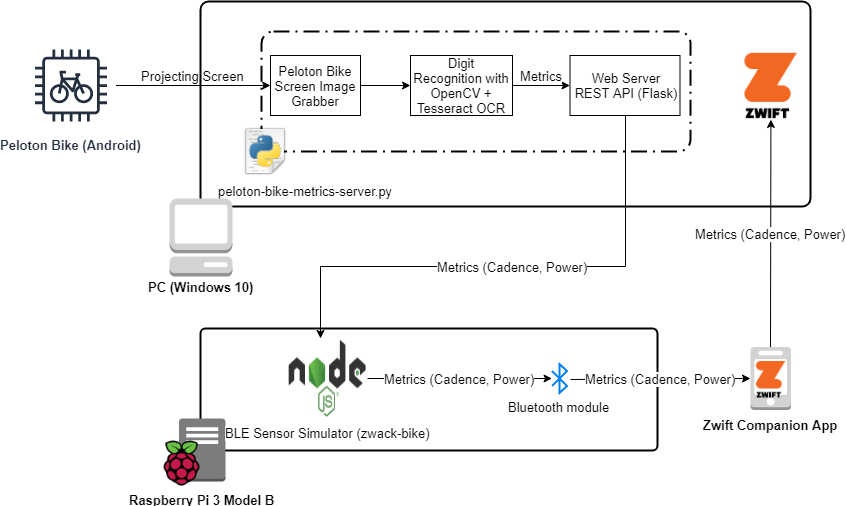 Projecting Screen
Peloton Bike
Screen Image
Grabber
Digit
Recognition with
OpenCV +
Tesseract OCR
Metrics
Web Server
REST API (Flask)
ZWIFT
Peloton Bike (Android)
peloton-bike-metrics-server.py
Metrics (Cadence, Power)
Metrics (Cadence, Power)
PC (Windows 10)
node
JS
Metrics (Cadence, Power)
Metrics (Cadence, Power)
ZWIFT
Bluetooth module
Zwift Companion App
BLE Sensor Simulator (zwack-bike)
Raspberry Pi 3 Model B